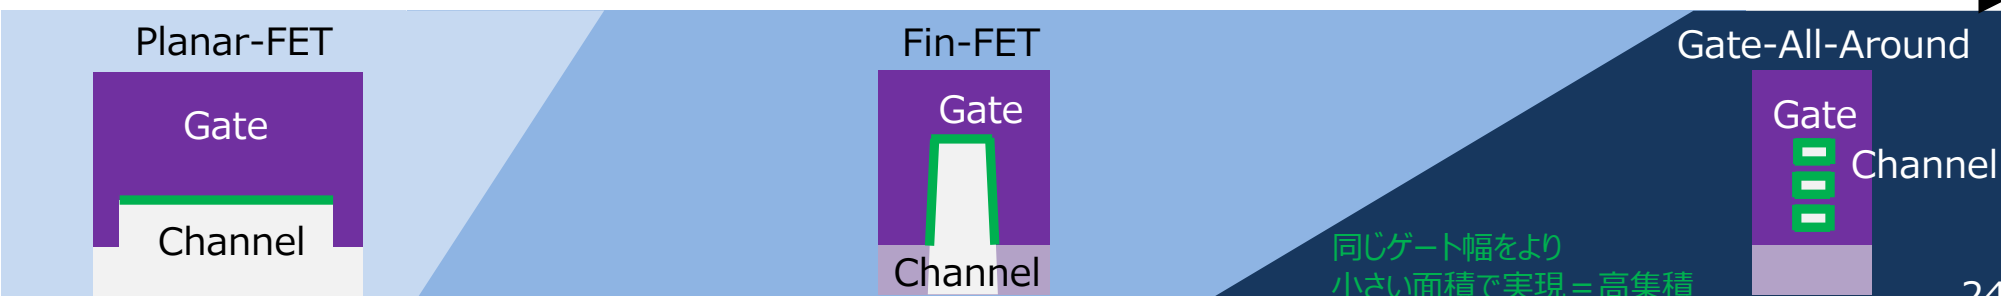 Planar-FET
Gate
Channel
Fin-FET
Gate
Channel
Gate-All-Around
Gate
Channel
同じゲート幅をより
小さい面積で実現=高集積
24